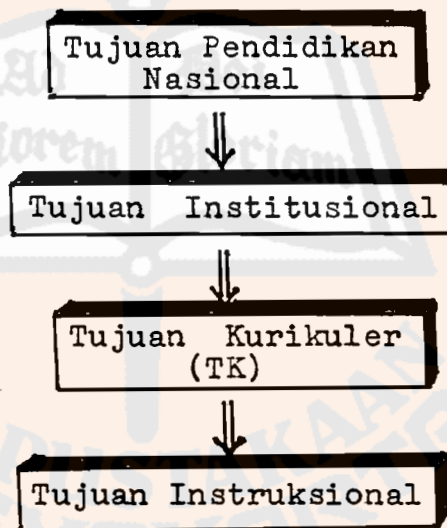 Tujuan Pendidikan
Nasional
Tujuan Institusional
Tujuan Kurikuler
(TK)
Tujuan Instruksional